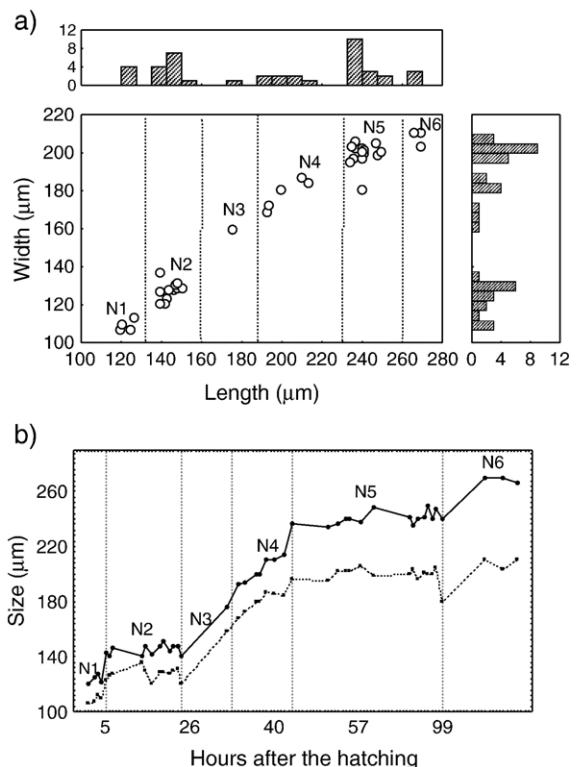 a)
12
8
4
0
220
200
180
160
140
120
100
Width (μm)
N1
N2
N3
N4
N5
N6
100 120 140 160 180 200 220 240 260 280
0 4 8 12
Length (μm)
b)
260
220
180
140
100
Size (μm)
N1
N2
N3
N4
N5
N6
5 26 40 57 99
Hours after the hatching